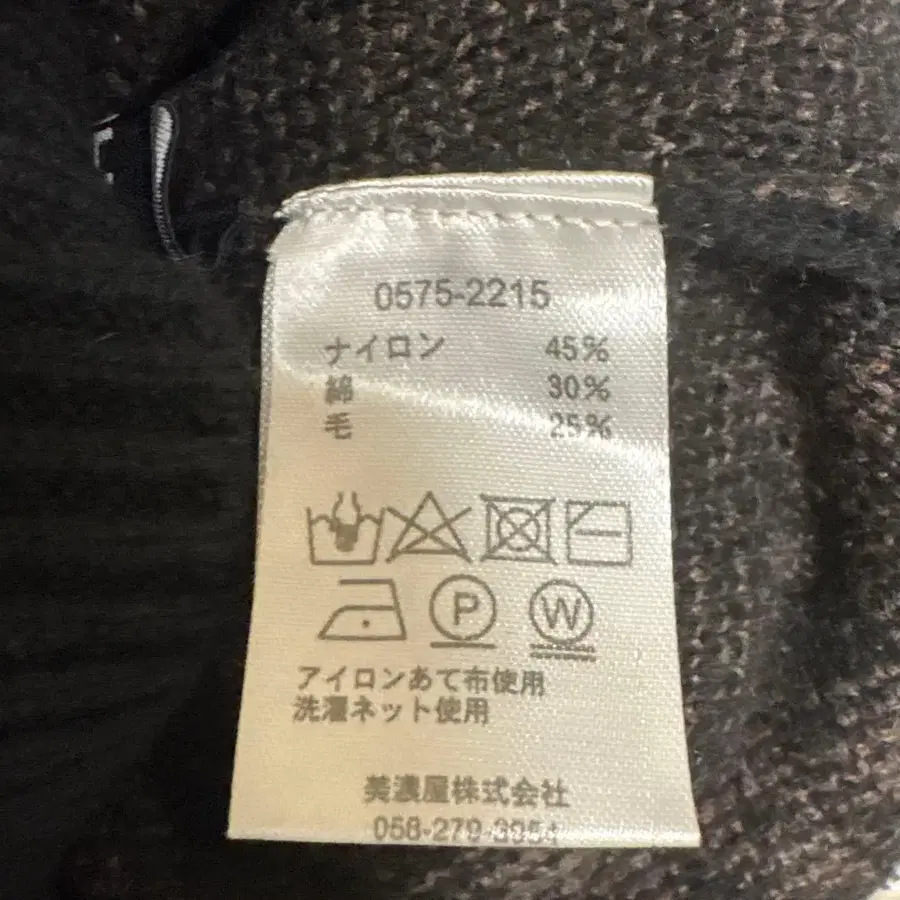 0575-2215
ナイロン 45%
綿 30%
毛 25%
P W
アイロンあて布使用
洗濯ネット使用
美濃屋株式会社